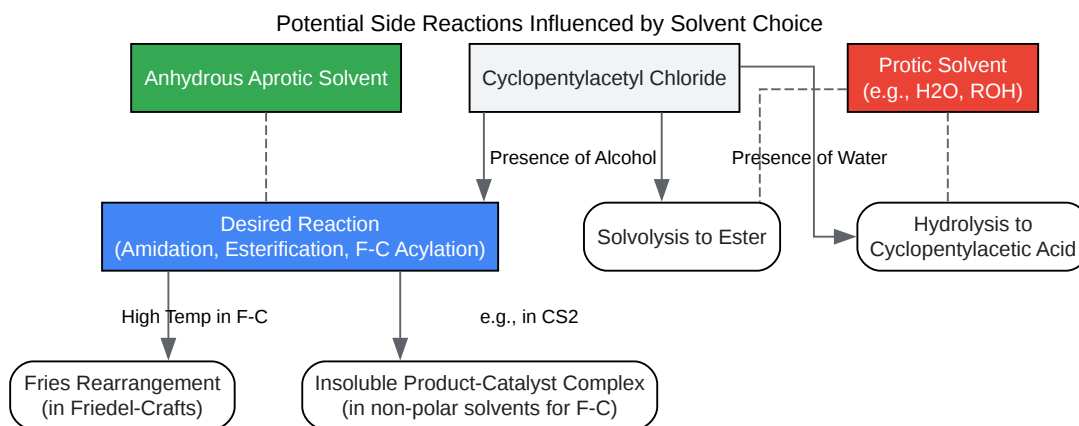 Potential Side Reactions Influenced by Solvent Choice
Anhydrous Aprotic Solvent
Cyclopentylacetyl Chloride
Protic Solvent
(e.g., H2O, ROH)
Presence of Alcohol
Presence of Water
Desired Reaction
(Amidation, Esterification, F-C Acylation)
Solvolysis to Ester
Hydrolysis to
Cyclopentylacetic Acid
High Temp in F-C
e.g., in CS2
Fries Rearrangement
(in Friedel-Crafts)
Insoluble Product-Catalyst Complex
(in non-polar solvents for F-C)